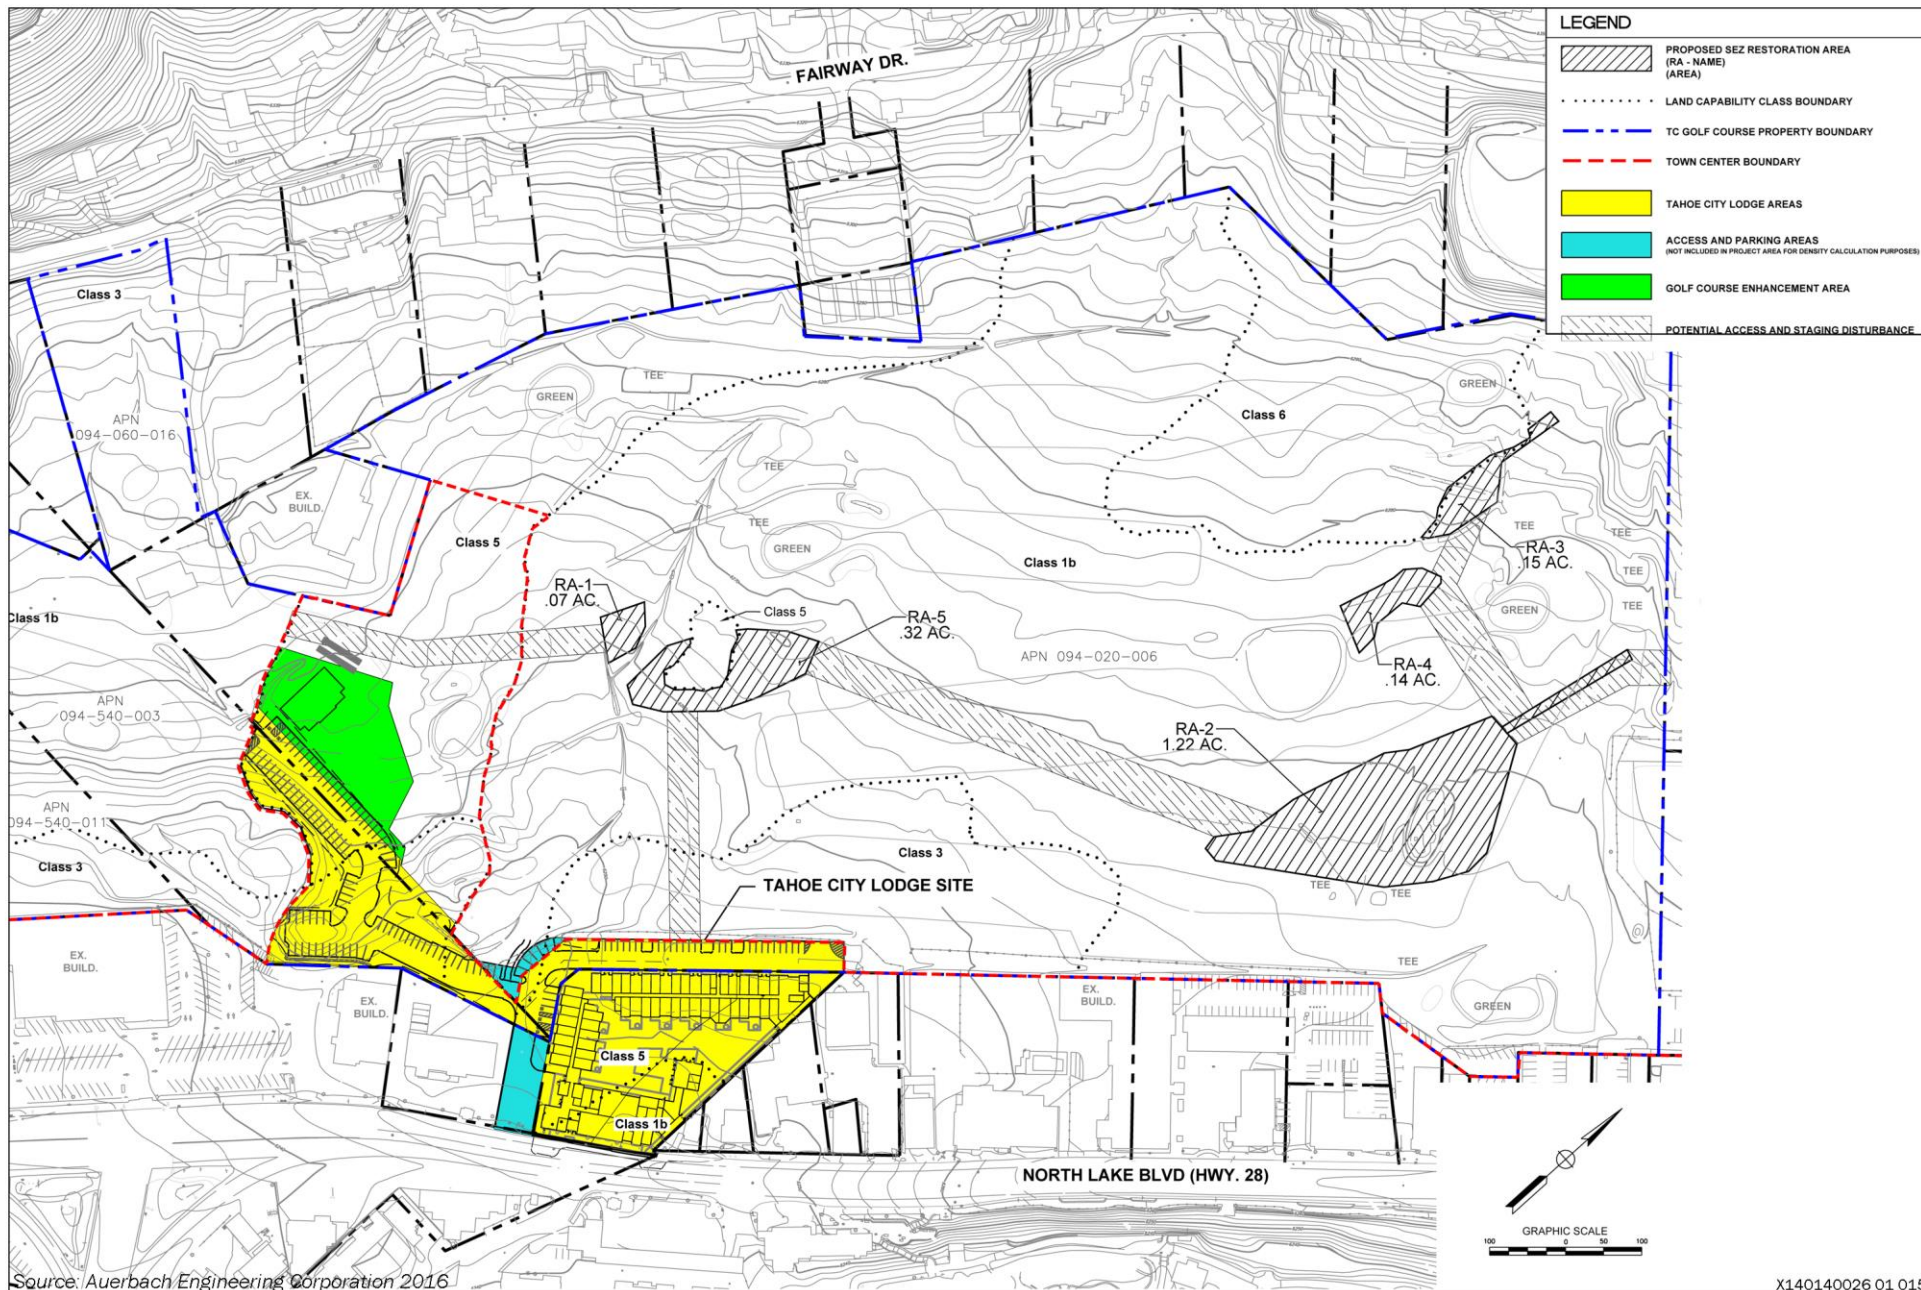 LEGEND
PROPOSED SEZ RESTORATION AREA
(RA - NAME)
(AREA)
LAND CAPABILITY CLASS BOUNDARY
TC GOLF COURSE PROPERTY BOUNDARY
TOWN CENTER BOUNDARY
TAHOE CITY LODGE AREAS
ACCESS AND PARKING AREAS
(NOT INCLUDED IN PROJECT AREA FOR DENSITY CALCULATION PURPOSES)
GOLF COURSE ENHANCEMENT AREA
POTENTIAL ACCESS AND STAGING DISTURBANCE
FAIRWAY DR.
Class 3
APN
094-060-016
EX.
BUILD.
GREEN
TEE
TEE
TEE
GREEN
Class 5
Class 6
GREEN
Class 1b
TEE
TEE
TEE
TEE
GREEN
RA-3
.15 AC.
RA-1
.07 AC.
Class 5
RA-5
.32 AC.
APN 094-020-006
RA-4
.14 AC.
Class 1b
APN
094-540-003
RA-2
1.22 AC.
APN
094-540-011
Class 3
Class 3
TAHOE CITY LODGE SITE
TEE
TEE
TEE
GREEN
EX.
BUILD.
EX.
BUILD.
EX.
BUILD.
Class 5
Class 1b
NORTH LAKE BLVD (HWY. 28)
GRAPHIC SCALE
100 50 0 50 100
Source: Auerbach Engineering Corporation 2016
X140140026 01 015